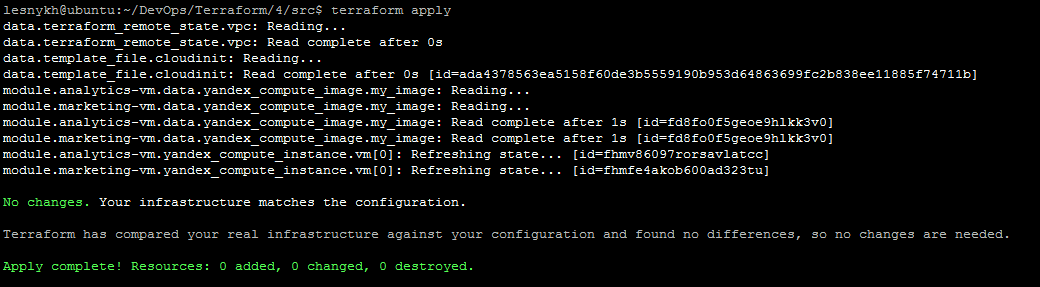 lesnykh@ubuntu:~/DevOps/Terraform/4/src$ terraform apply
data.terraform_remote_state.vpc: Reading...
data.terraform_remote_state.vpc: Read complete after 0s
data.template_file.cloudinit: Reading...
data.template_file.cloudinit: Read complete after 0s [id=ada4378563ea5158f60de3b5559190b953d64863699fc2b838ee11885f74711b]
module.analytics-vm.data.yandex_compute_image.my_image: Reading...
module.marketing-vm.data.yandex_compute_image.my_image: Reading...
module.analytics-vm.data.yandex_compute_image.my_image: Read complete after 1s [id=fd8fo0f5geoe9hlkk3v0]
module.marketing-vm.data.yandex_compute_image.my_image: Read complete after 1s [id=fd8fo0f5geoe9hlkk3v0]
module.analytics-vm.yandex_compute_instance.vm[0]: Refreshing state... [id=fhmv86097rorsavlatcc]
module.marketing-vm.yandex_compute_instance.vm[0]: Refreshing state... [id=fhmfe4akob600ad323tu]
No changes. Your infrastructure matches the configuration.
Terraform has compared your real infrastructure against your configuration and found no differences, so no changes are needed.
Apply complete! Resources: 0 added, 0 changed, 0 destroyed.